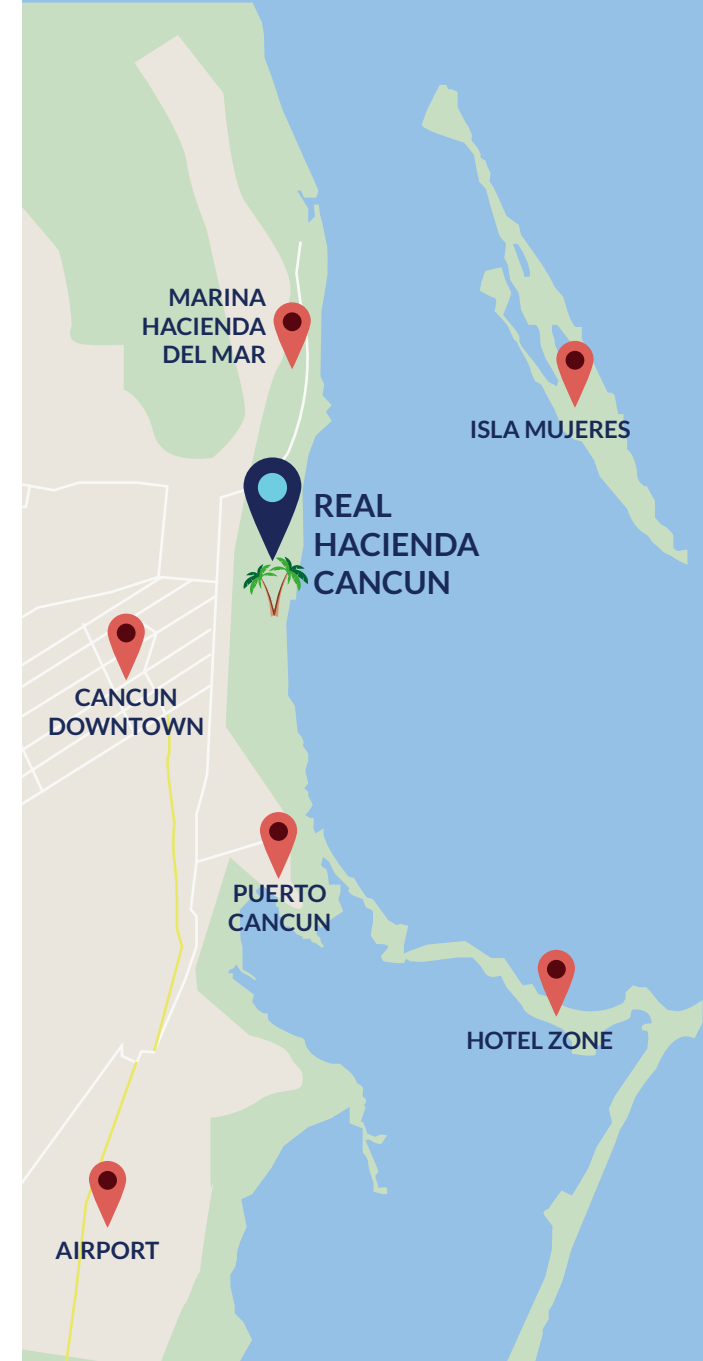 MARINA
HACIENDA
DEL MAR
ISLA MUJERES
REAL
HACIENDA
CANCUN
CANCUN
DOWNTOWN
PUERTO
CANCUN
HOTEL ZONE
AIRPORT